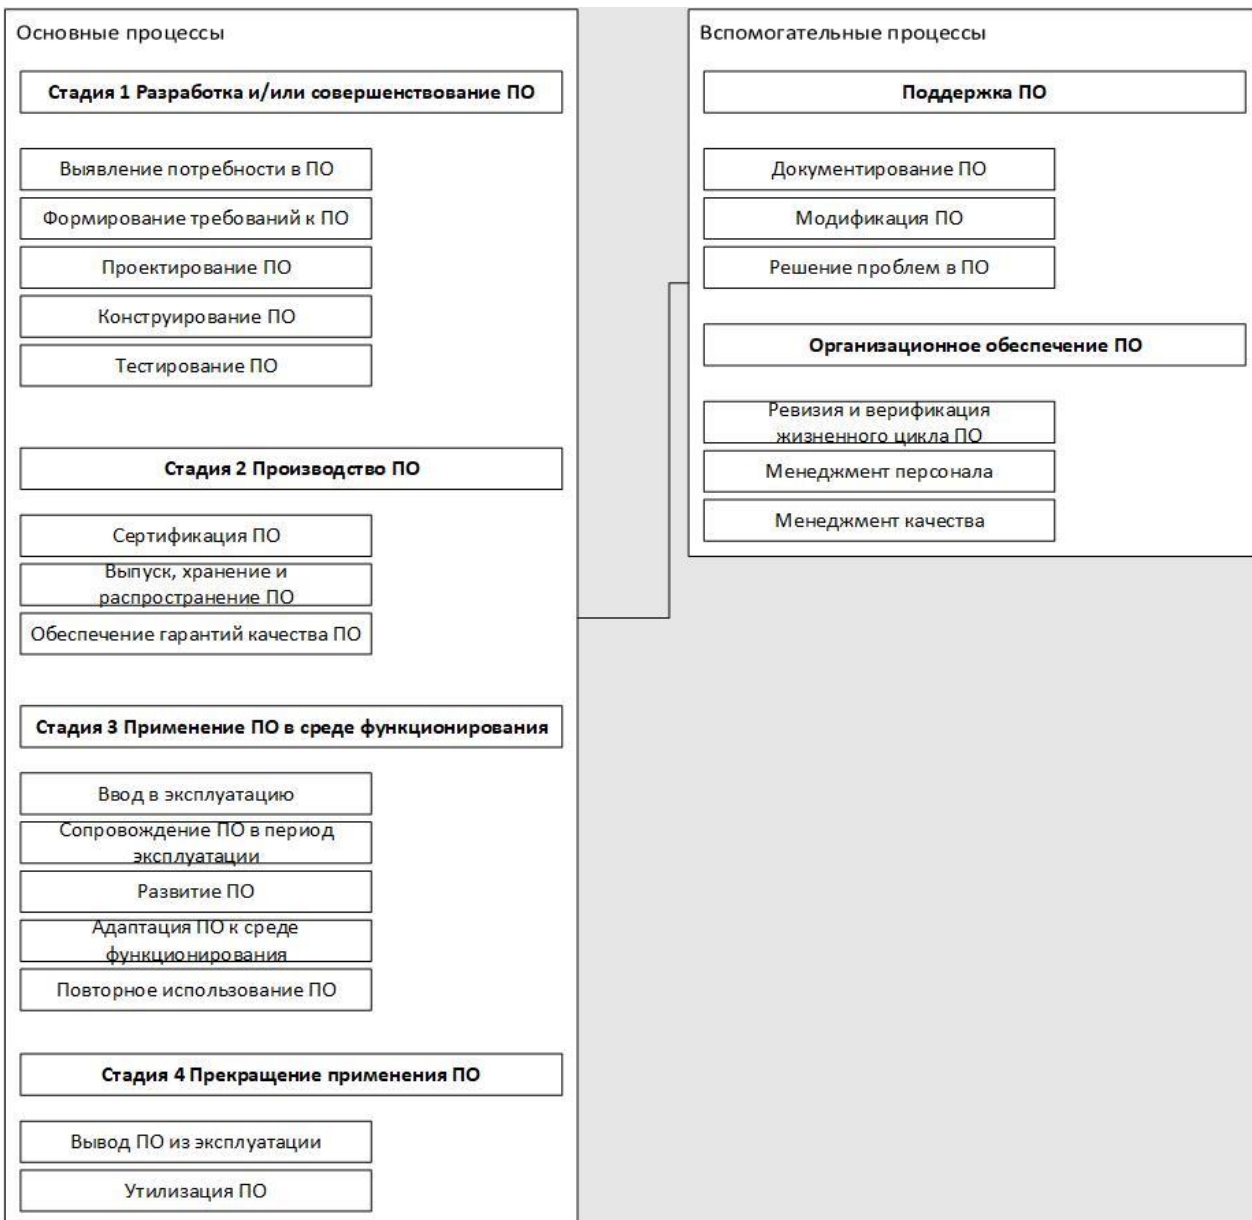 Основные процессы
Стадия 1 Разработка и/или совершенствование ПО
Выявление потребности в ПО
Формирование требований к ПО
Проектирование ПО
Конструирование ПО
Тестирование ПО
Стадия 2 Производство ПО
Сертификация ПО
Выпуск, хранение и
распространение ПО
Обеспечение гарантий качества ПО
Стадия 3 Применение ПО в среде функционирования
Ввод в эксплуатацию
Сопровождение ПО в период
эксплуатации
Развитие ПО
Адаптация ПО к среде
функционирования
Повторное использование ПО
Стадия 4 Прекращение применения ПО
Вывод ПО из эксплуатации
Утилизация ПО
Вспомогательные процессы
Поддержка ПО
Документирование ПО
Модификация ПО
Решение проблем в ПО
Организационное обеспечение ПО
Ревизия и верификация
жизненного цикла ПО
Менеджмент персонала
Менеджмент качества